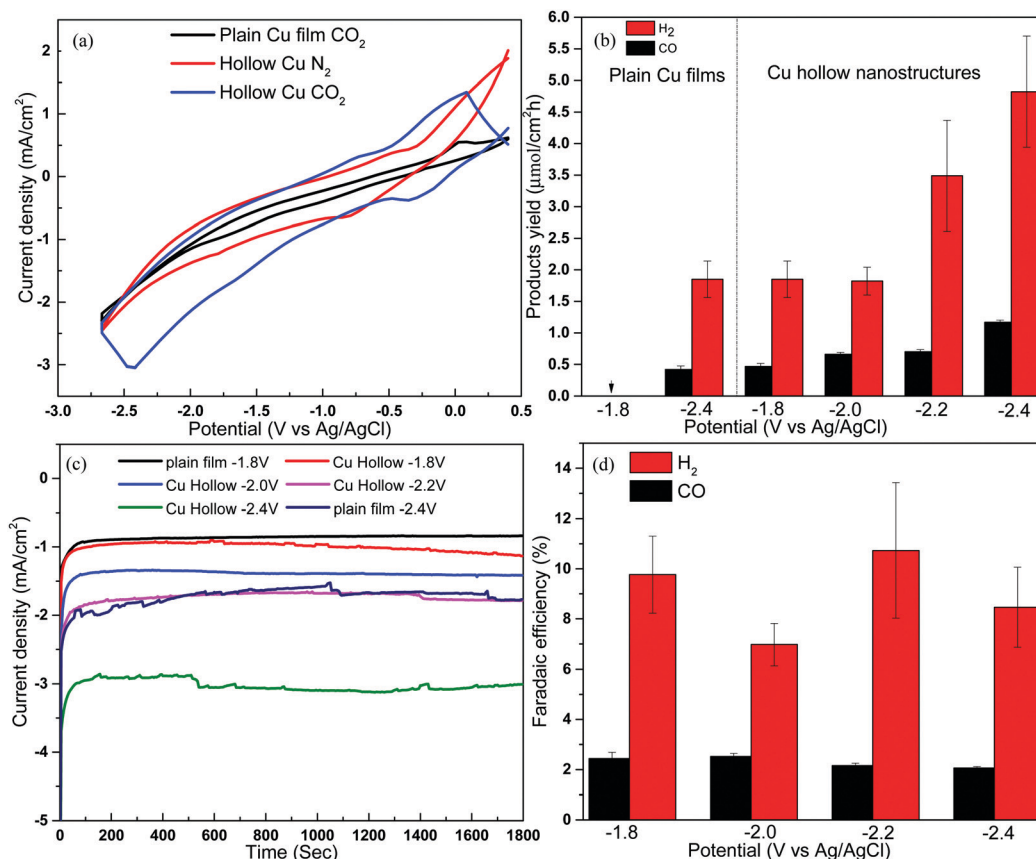 (a)
Plain Cu film CO₂
Hollow Cu N₂
Hollow Cu CO₂
Current density (mA/cm²)
2
1
0
-1
-2
-3
-3.0 -2.5 -2.0 -1.5 -1.0 -0.5 0.0 0.5
Potential (V vs Ag/AgCl)
(b)
H₂
CO
Plain Cu films
Cu hollow nanostructures
Products yield (µmol/cm²h)
6.0
5.5
5.0
4.5
4.0
3.5
3.0
2.5
2.0
1.5
1.0
0.5
0.0
-1.8 -2.4 -1.8 -2.0 -2.2 -2.4
Potential (V vs Ag/AgCl)
(c)
plain film -1.8V Cu Hollow -1.8V
Cu Hollow -2.0V Cu Hollow -2.2V
Cu Hollow -2.4V plain film -2.4V
Current density (mA/cm²)
0
-1
-2
-3
-4
-5
0 200 400 600 800 1000 1200 1400 1600 1800
Time (Sec)
(d)
H₂
CO
Faradaic efficiency (%)
14
12
10
8
6
4
2
0
-1.8 -2.0 -2.2 -2.4
Potential (V vs Ag/AgCl)